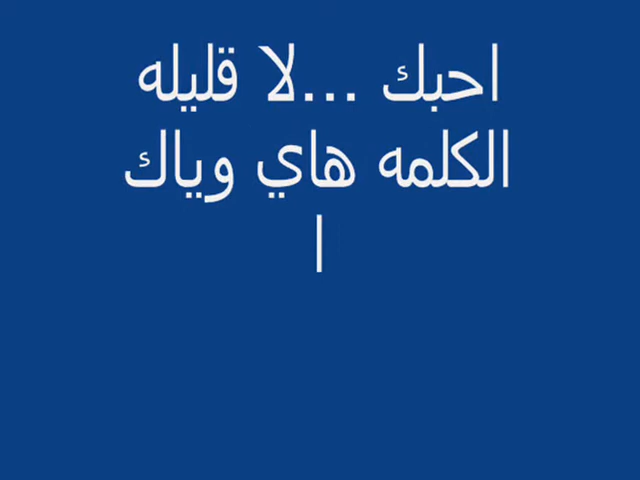 احبك ...لا قليله
الكلمه هاي وياك
ا